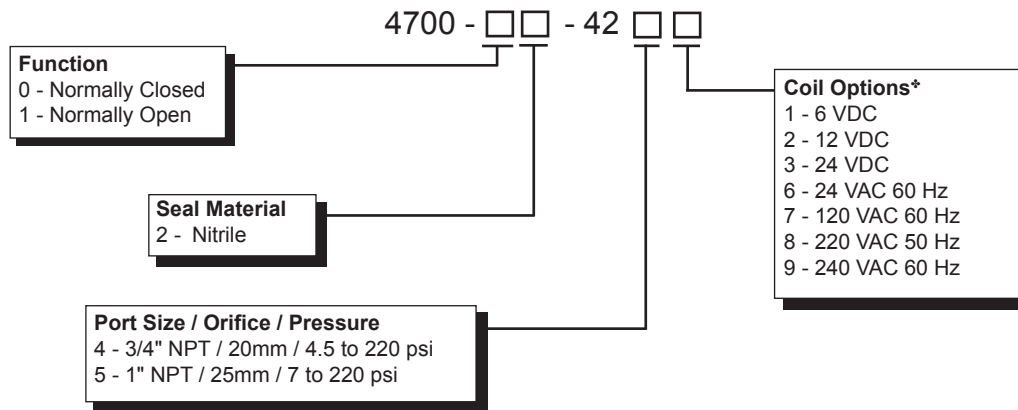 4700 - □ □ - 42 □ □
Function
0 - Normally Closed
1 - Normally Open
Coil Options✤
1 - 6 VDC
2 - 12 VDC
3 - 24 VDC
6 - 24 VAC 60 Hz
7 - 120 VAC 60 Hz
8 - 220 VAC 50 Hz
9 - 240 VAC 60 Hz
Seal Material
2 - Nitrile
Port Size / Orifice / Pressure
4 - 3/4" NPT / 20mm / 4.5 to 220 psi
5 - 1" NPT / 25mm / 7 to 220 psi